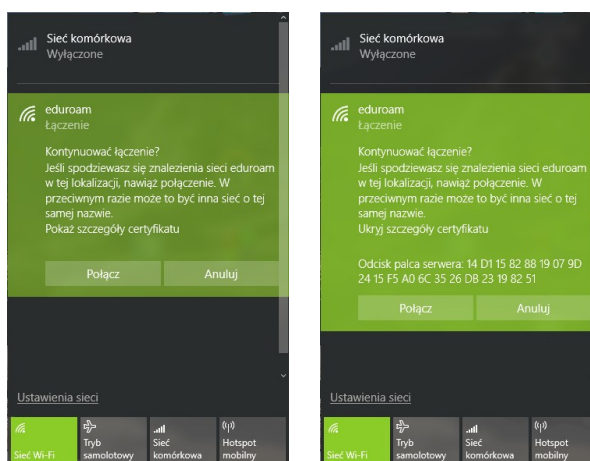 Sieć komórkowa
Wyłączone
eduroam
Łączenie
Kontynuować łączenie?
Jeśli spodziewasz się znalezienia sieci eduroam
w tej lokalizacji, nawiąż połączenie. W
przeciwnym razie może to być inna sieć o tej
samej nazwie.
Pokaż szczegóły certyfikatu
Połącz Anuluj
Ustawienia sieci
Sieć Wi-Fi
Tryb
samolotowy
Sieć
komórkowa
Hotspot
mobilny
Sieć komórkowa
Wyłączone
eduroam
Łączenie
Kontynuować łączenie?
Jeśli spodziewasz się znalezienia sieci eduroam
w tej lokalizacji, nawiąż połączenie. W
przeciwnym razie może to być inna sieć o tej
samej nazwie.
Ukryj szczegóły certyfikatu
Odcisk palca serwera: 14 D1 15 82 88 19 07 9D
24 15 F5 A0 6C 35 26 DB 23 19 82 51
Połącz Anuluj
Ustawienia sieci
Sieć Wi-Fi
Tryb
samolotowy
Sieć
komórkowa
Hotspot
mobilny